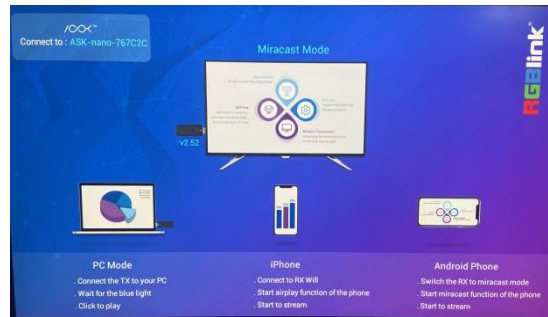 Connect to : ASK-nano-767C2C
Miracast Mode
RGBlink
v2.52
PC Mode
. Connect the TX to your PC
. Wait for the blue light
. Click to play
iPhone
. Connect to RX Wifi
. Start airplay function of the phone
. Start to stream
Android Phone
. Switch the RX to miracast mode
. Start miracast function of the phone
. Start to stream